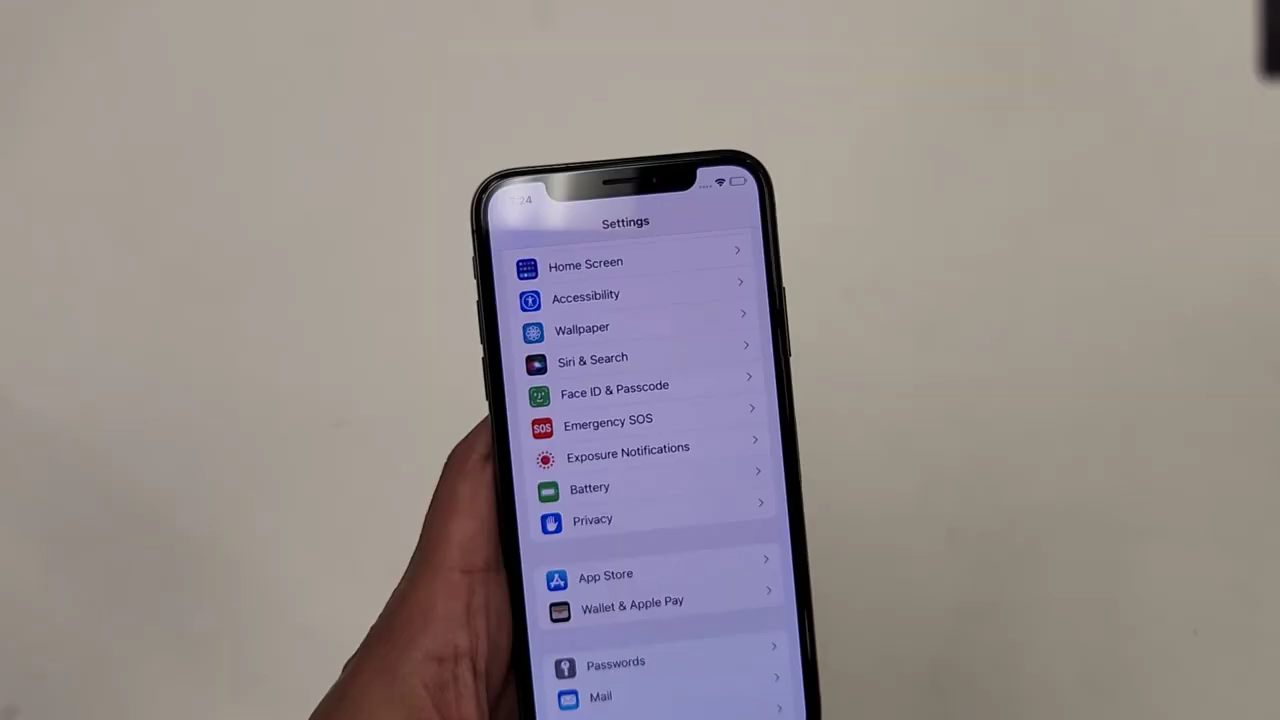 :24
Settings
Home Screen
Accessibility
Wallpaper
Siri & Search
Face ID & Passcode
SOS
Emergency SOS
Exposure Notifications
Battery
Privacy
App Store
Wallet & Apple Pay
Passwords
Mail